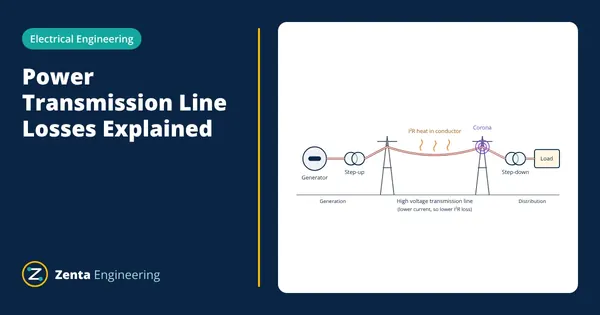 Electrical Engineering
Power
Transmission Line
Losses Explained
Zenta Engineering
I²R heat in conductor
Corona
Generator
Step-up
Step-down
Load
Generation
High voltage transmission line
(lower current, so lower I²R loss)
Distribution